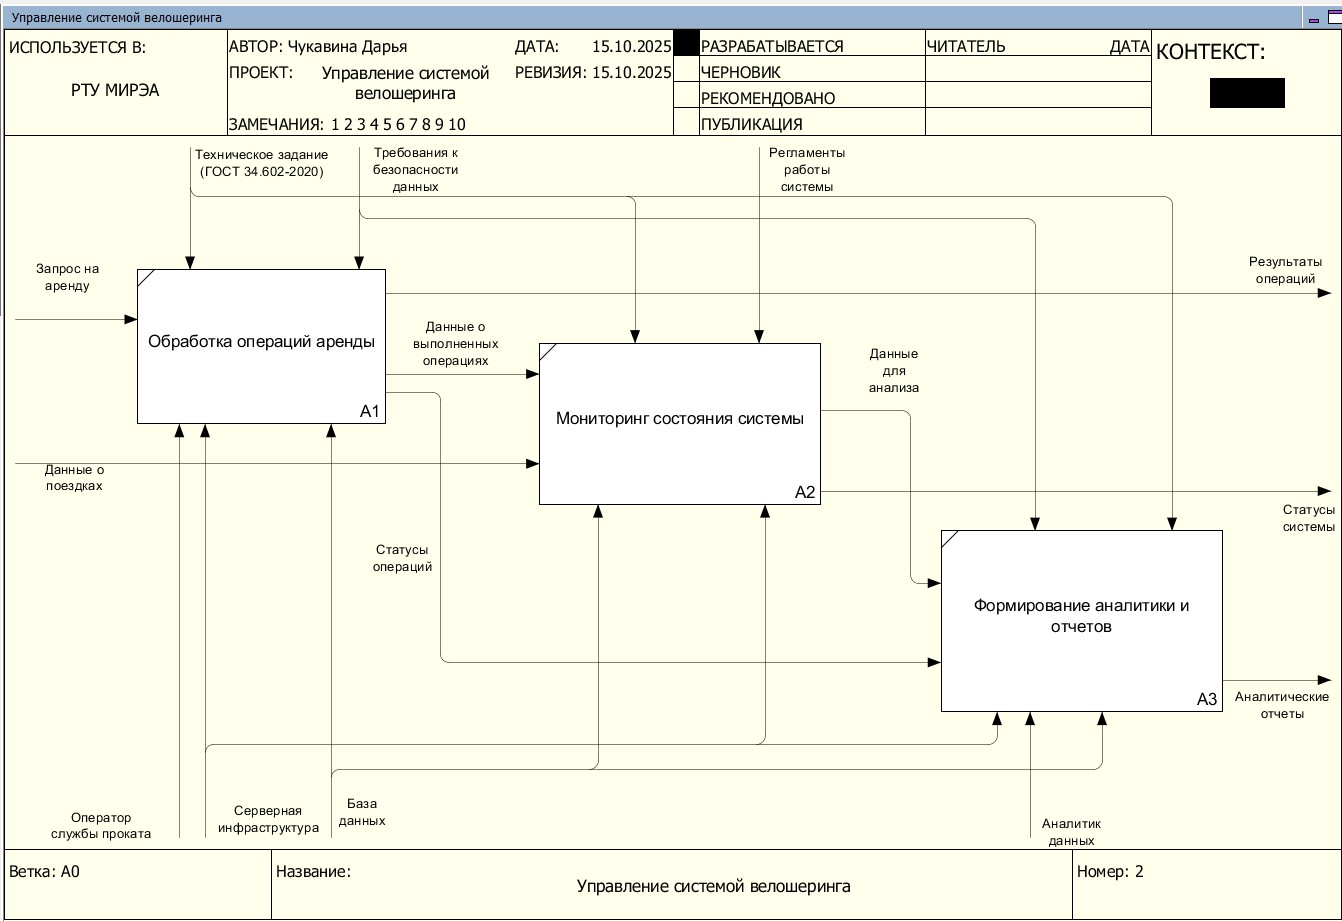 Управление системой велошеринга
ИСПОЛЬЗУЕТСЯ В:
РТУ МИРЭА
АВТОР: Чукавина Дарья
ДАТА: 15.10.2025
ПРОЕКТ: Управление системой
велошеринга
РЕВИЗИЯ: 15.10.2025
ЗАМЕЧАНИЯ: 1 2 3 4 5 6 7 8 9 10
РАЗРАБАТЫВАЕТСЯ
ЧЕРНОВИК
РЕКОМЕНДОВАНО
ПУБЛИКАЦИЯ
ЧИТАТЕЛЬ
ДАТА
КОНТЕКСТ:
Техническое задание
(ГОСТ 34.602-2020)
Требования к
безопасности
данных
Регламенты
работы
системы
Запрос на
аренду
Результаты
операций
Обработка операций аренды
A1
Данные о
выполненных
операциях
Данные
для
анализа
Мониторинг состояния системы
A2
Данные о
поездках
Статусы
системы
Статусы
операций
Формирование аналитики и
отчетов
A3
Аналитические
отчеты
Оператор
службы проката
Серверная
инфраструктура
База
данных
Аналитик
данных
Ветка: A0
Название:
Управление системой велошеринга
Номер: 2